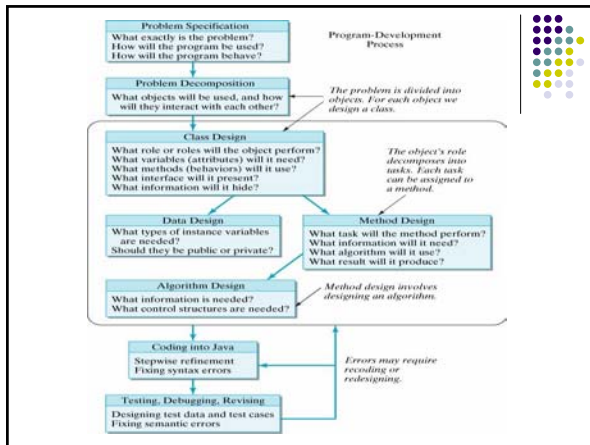 Problem Specification
What exactly is the problem?
How will the program be used?
How will the program behave?
Program-Development
Process
Problem Decomposition
What objects will be used, and how
will they interact with each other?
The problem is divided into
objects. For each object we
design a class.
Class Design
What role or roles will the object perform?
What variables (attributes) will it need?
What methods (behaviors) will it use?
What interface will it present?
What information will it hide?
The object's role
decomposes into
tasks. Each task
can be assigned to
a method.
Data Design
What types of instance variables
are needed?
Should they be public or private?
Method Design
What task will the method perform?
What information will it need?
What algorithm will it use?
What result will it produce?
Algorithm Design
What information is needed?
What control structures are needed?
Method design involves
designing an algorithm.
Coding into Java
Stepwise refinement
Fixing syntax errors
Errors may require
recoding or
redesigning.
Testing, Debugging, Revising
Designing test data and test cases
Fixing semantic errors